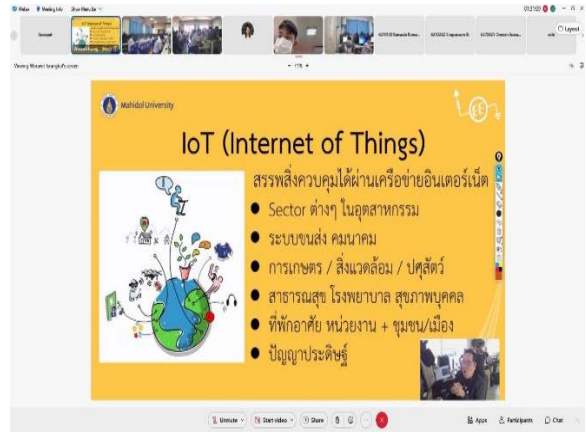 Webex
Meeting Info
Show Menu Bar
Layout
Mahidol University
IoT (Internet of Things)
สรรพสิ่งควบคุมได้ผ่านเครือข่ายอินเตอร์เน็ต
● Sector ต่างๆ ในอุตสาหกรรม
● ระบบขนส่ง คมนาคม
● การเกษตร / สิ่งแวดล้อม / ปศุสัตว์
● สาธารณสุข โรงพยาบาล สุขภาพบุคคล
● ที่พักอาศัย หน่วยงาน + ชุมชน/เมือง
● ปัญญาประดิษฐ์
Unmute
Start video
Share
Apps
Participants
Chat